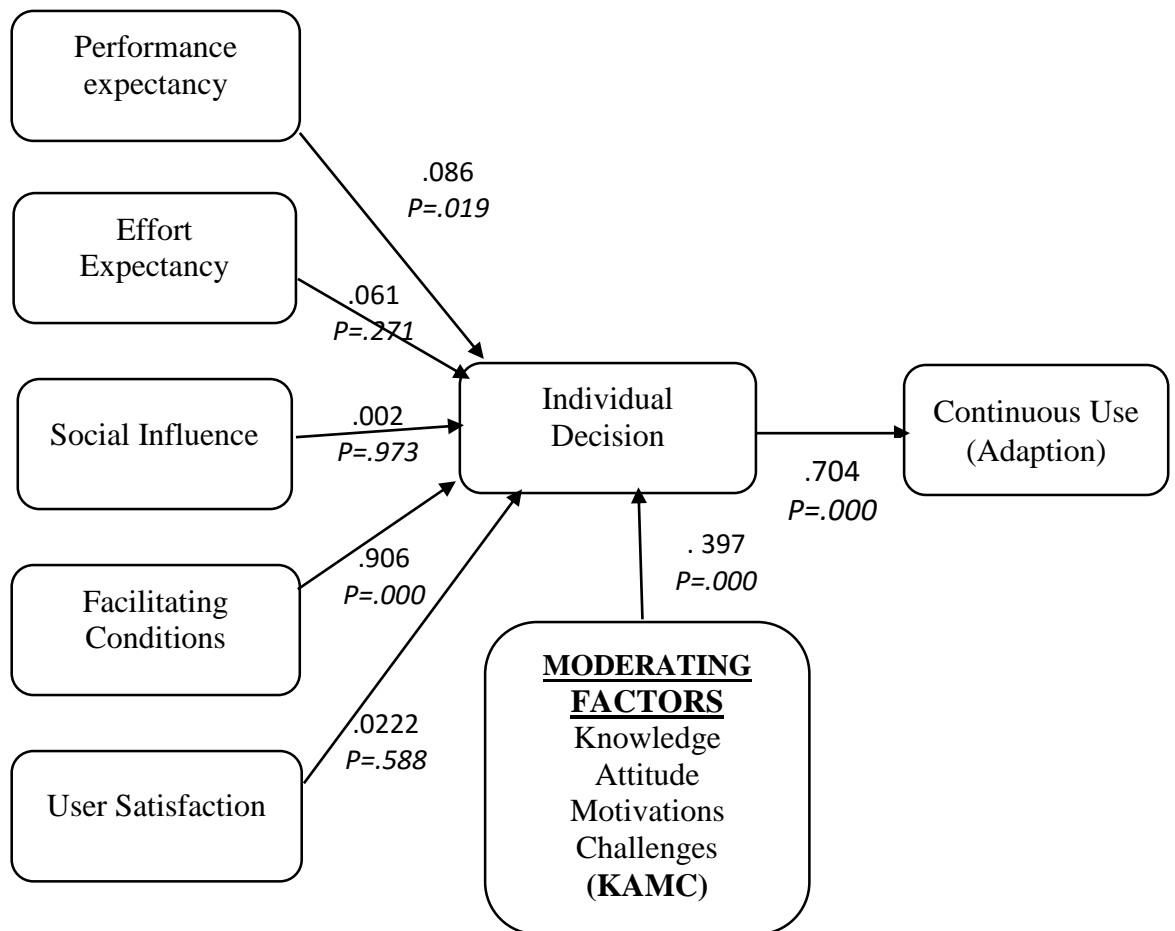 Performance
expectancy
.086
P=.019
Effort
Expectancy
.061
P=.271
Social Influence
.002
P=.973
Individual
Decision
Continuous Use
(Adaption)
.704
P=.000
Facilitating
Conditions
.906
P=.000
. 397
P=.000
User Satisfaction
.0222
P=.588
MODERATING
FACTORS
Knowledge
Attitude
Motivations
Challenges
(KAMC)